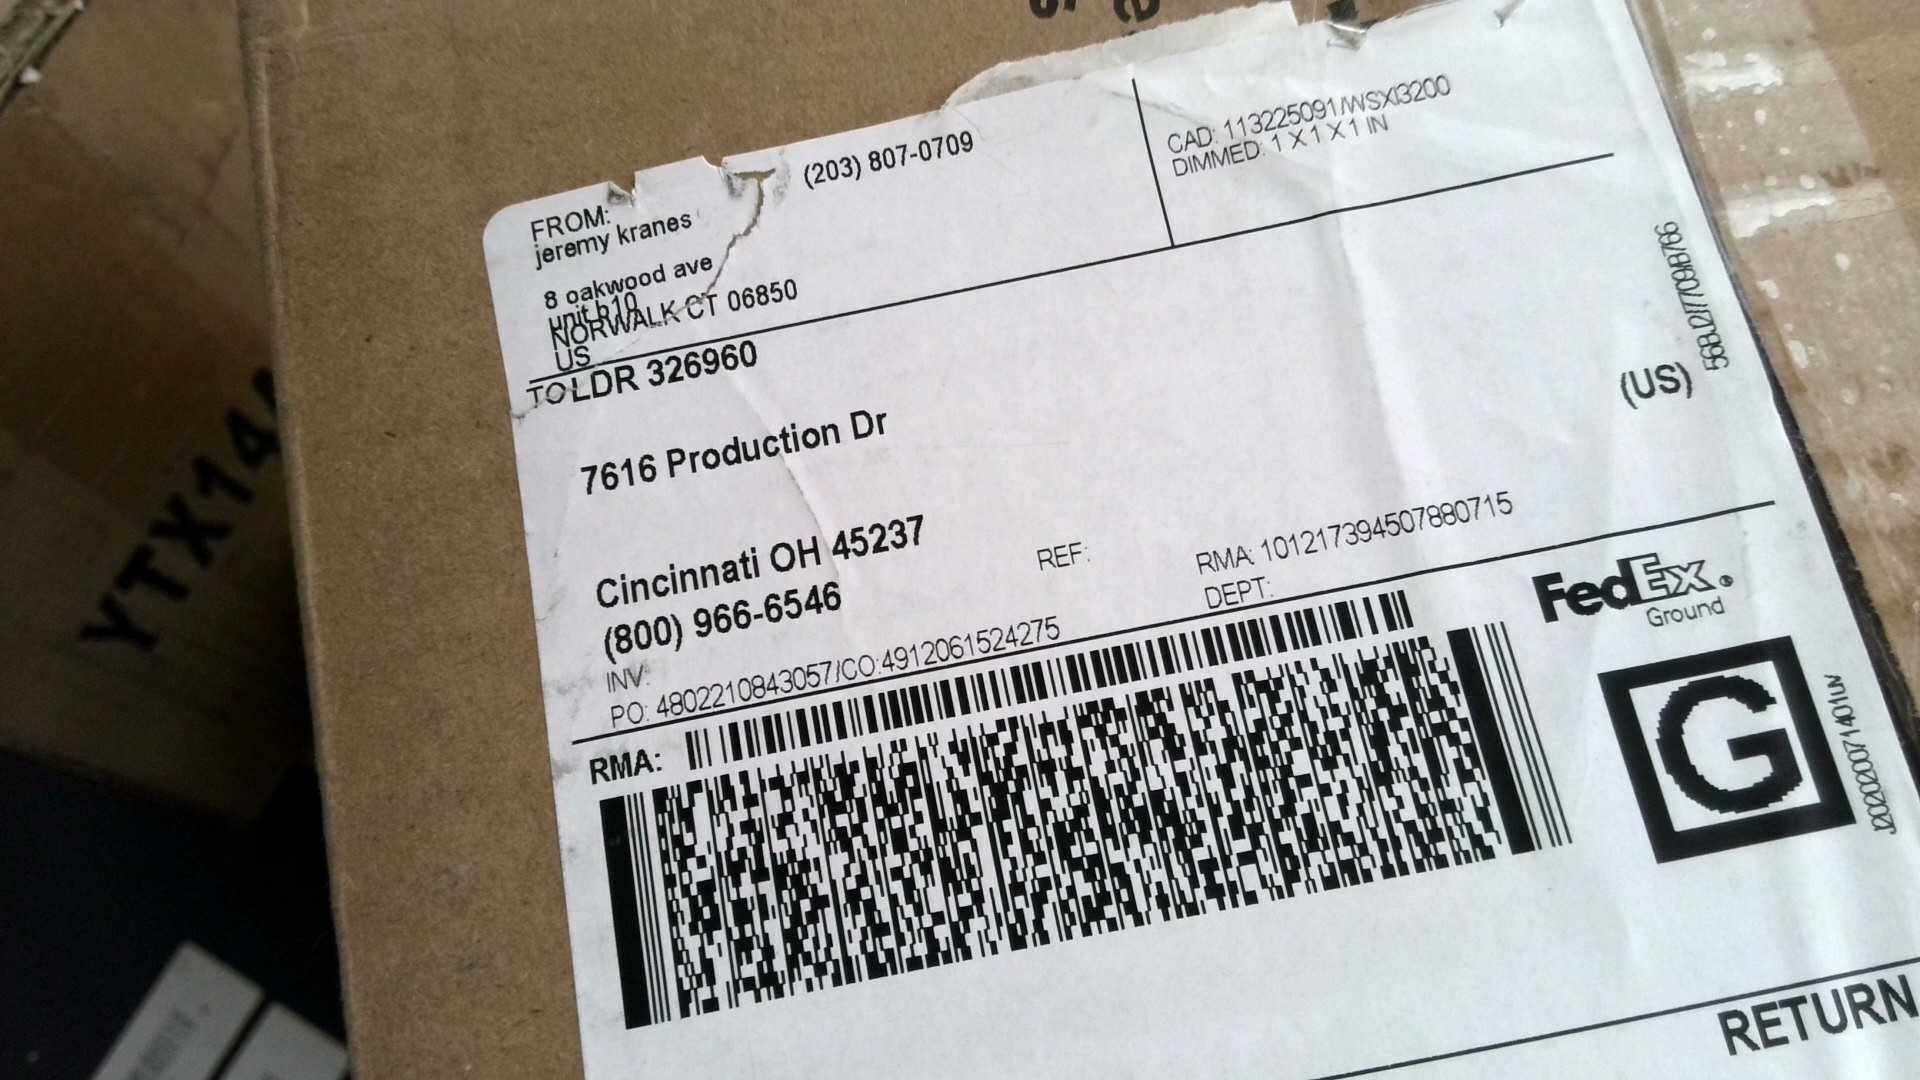 FROM:
jeremy kranes
(203) 807-0709
8 oakwood ave
unit b10
NORWALK CT 06850
US
CAD: 113225091/WSXI3200
DIMMED: 1 X 1 X 1 IN
TO LDR 326960
7616 Production Dr
(US)
Cincinnati OH 45237
(800) 966-6546
REF:
RMA: 101217394507880715
DEPT:
INV:
PO: 4802210843057/CO:4912061524275
RMA:
FedEx®
Ground
G
J202020071401uv
RETURN
YTX14